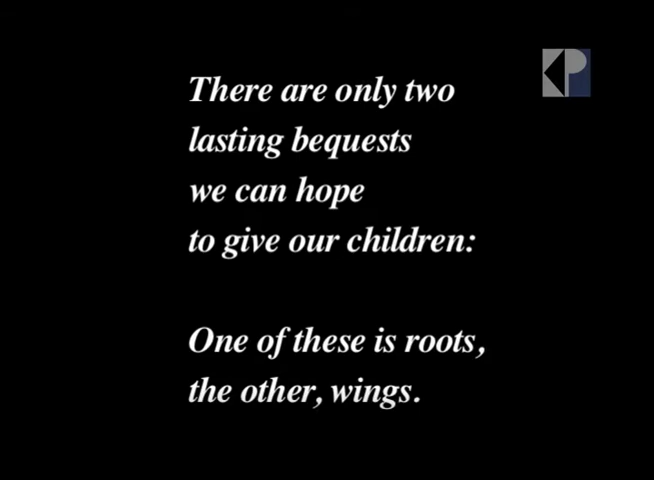 There are only two
lasting bequests
we can hope
to give our children:
One of these is roots,
the other, wings.
KP